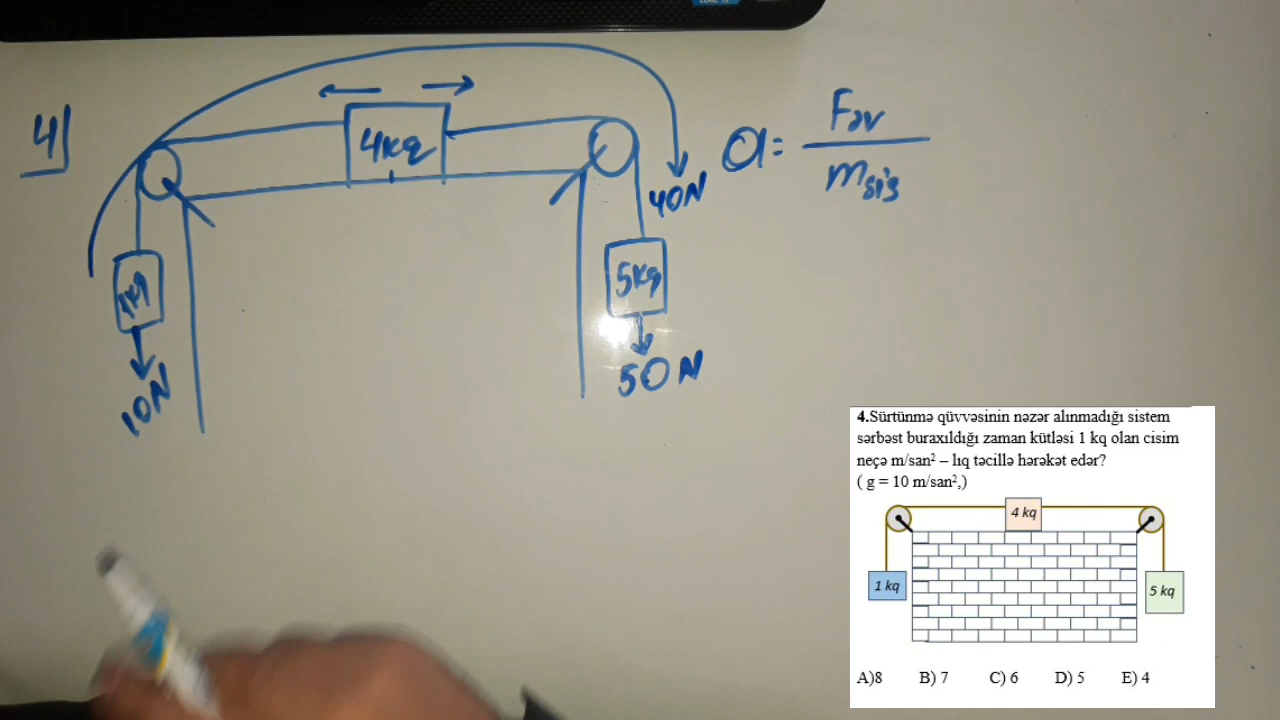 4
4kq
a = Fəv
msis
40N
1kq
5kq
10N
50N
4.Sürtünmə qüvvəsinin nəzər alınmadığı sistem
sərbəst buraxıldığı zaman kütləsi 1 kq olan cisim
neçə m/san² – lıq təcillə hərəkət edər?
( g = 10 m/san²,)
4 kq
1 kq
5 kq
A)8 B) 7 C) 6 D) 5 E) 4